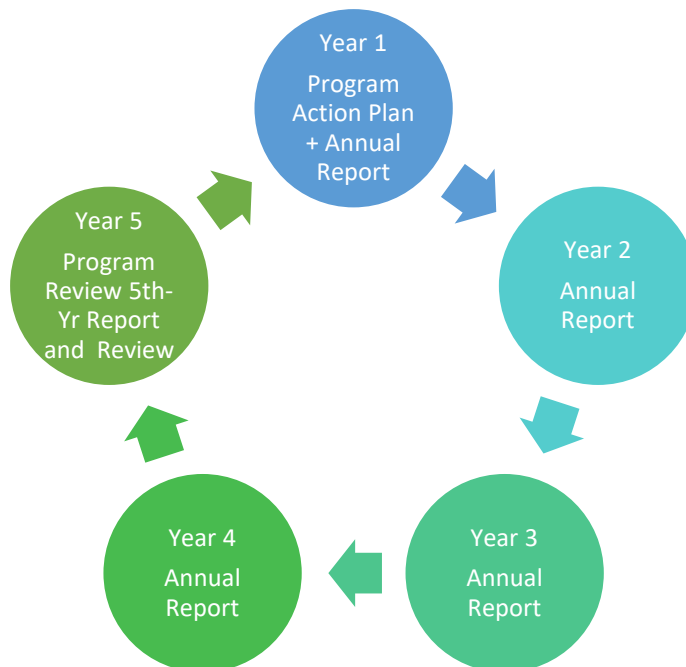 Year 1
Program
Action Plan
+ Annual
Report
Year 2
Annual
Report
Year 3
Annual
Report
Year 4
Annual
Report
Year 5
Program
Review 5th-
Yr Report
and Review